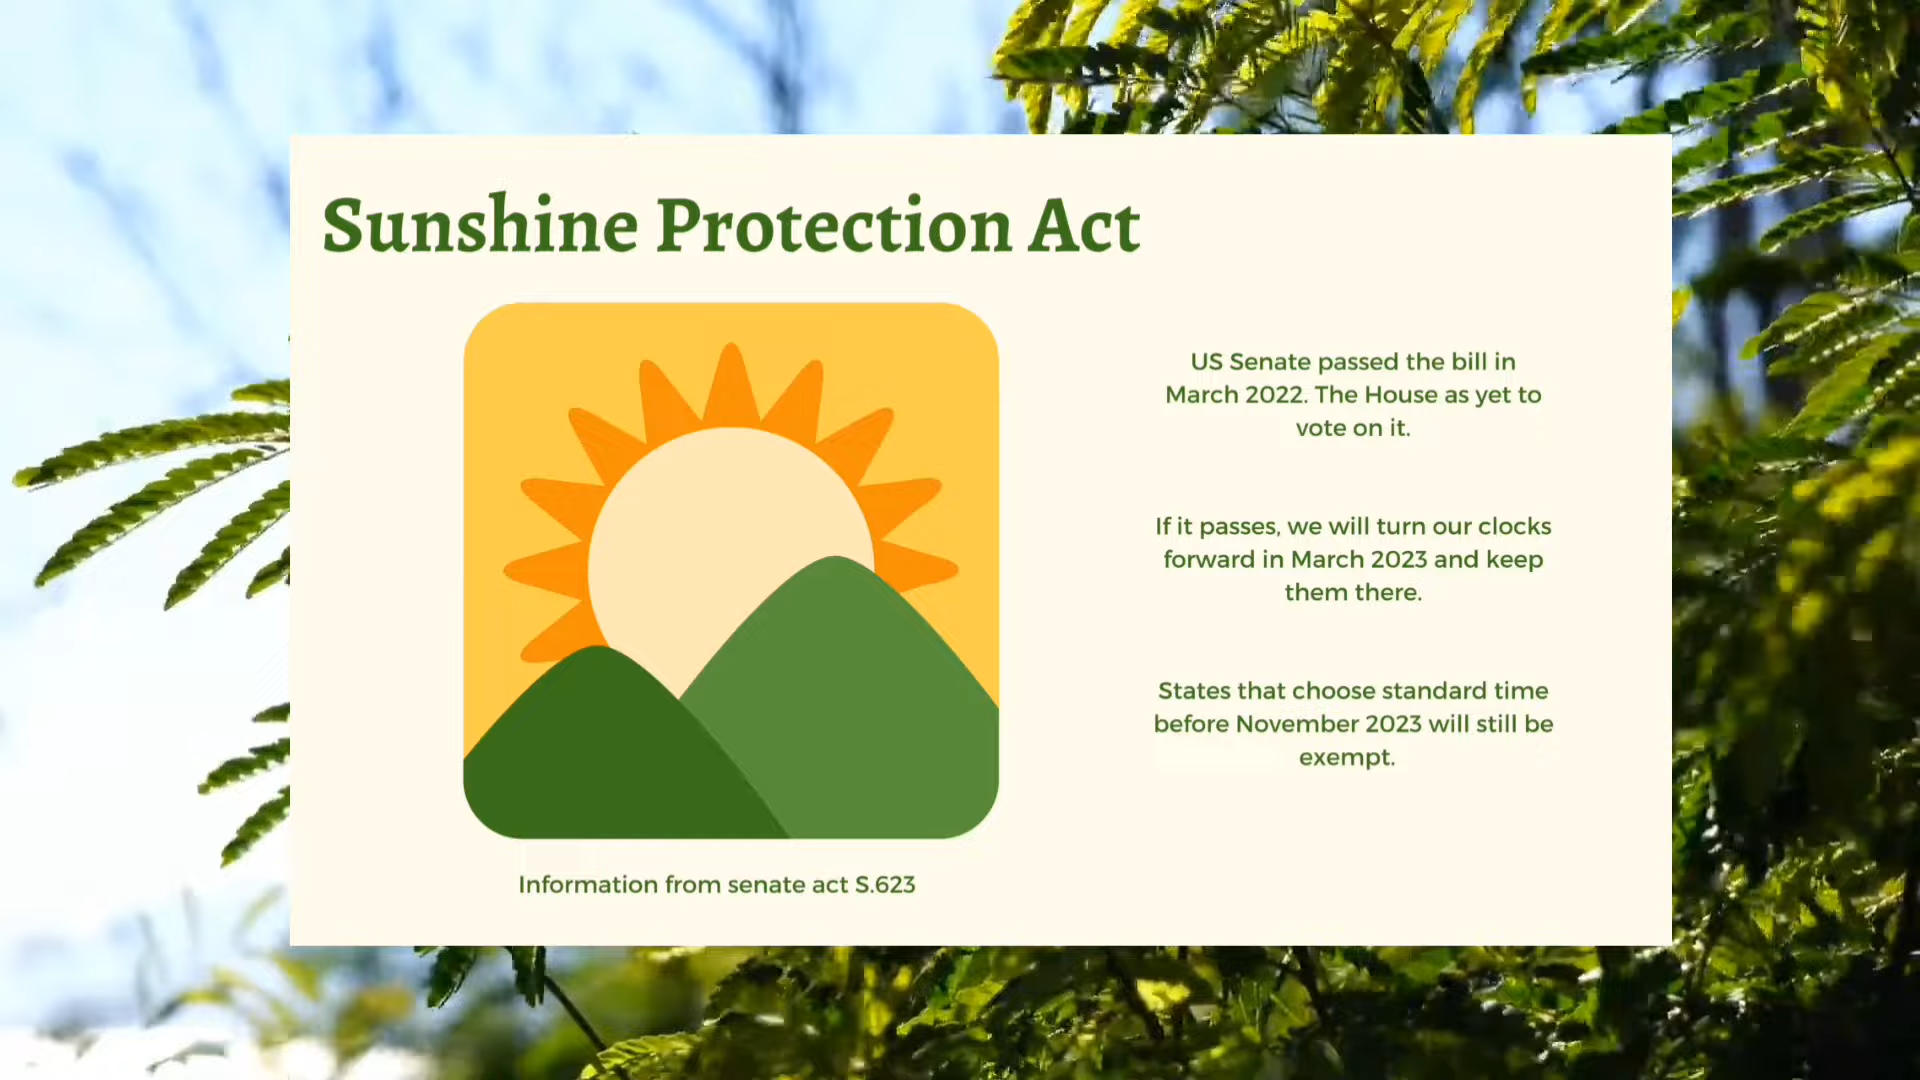 Sunshine Protection Act
US Senate passed the bill in
March 2022. The House as yet to
vote on it.
If it passes, we will turn our clocks
forward in March 2023 and keep
them there.
States that choose standard time
before November 2023 will still be
exempt.
Information from senate act S.623